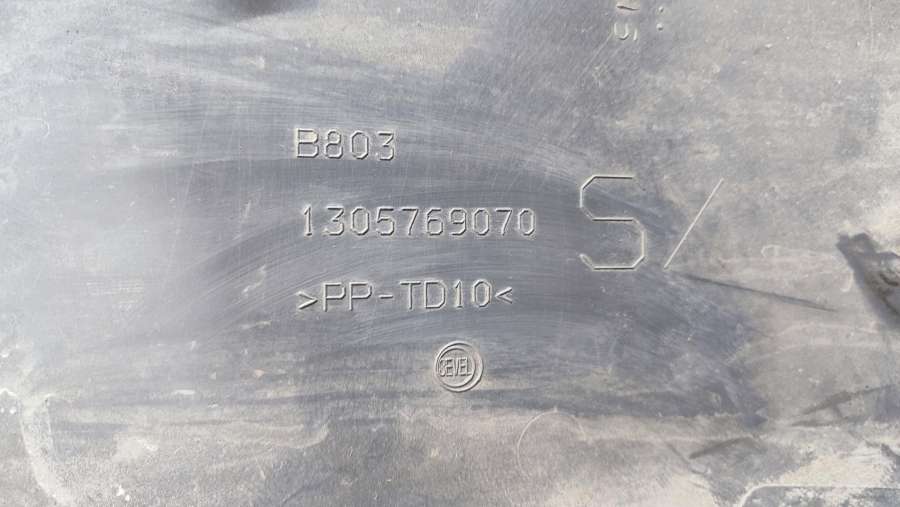 B803
1305769070
S/
>PP-TD10<
SEVEL